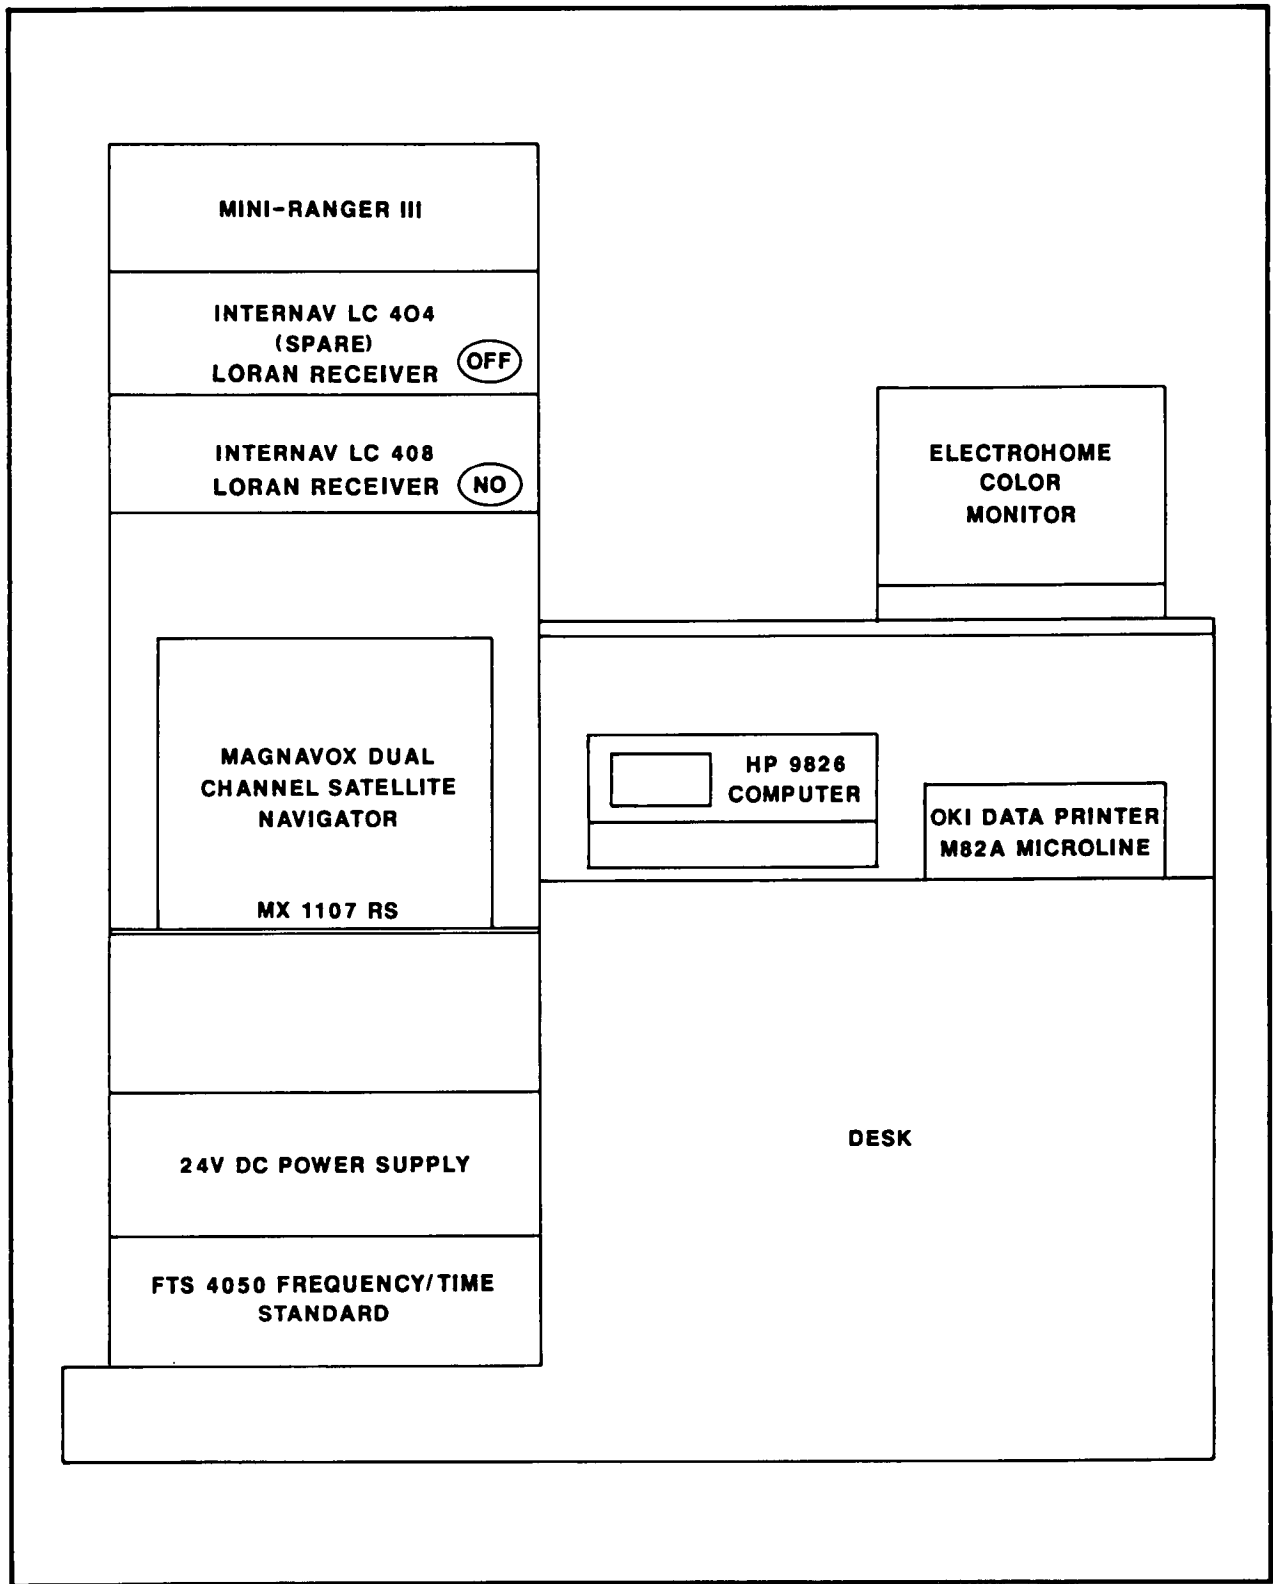 MINI-RANGER III
INTERNAV LC 404
(SPARE)
LORAN RECEIVER OFF
INTERNAV LC 408
LORAN RECEIVER NO
ELECTROHOME
COLOR
MONITOR
MAGNAVOX DUAL
CHANNEL SATELLITE
NAVIGATOR
MX 1107 RS
HP 9826
COMPUTER
OKI DATA PRINTER
M82A MICROLINE
24V DC POWER SUPPLY
FTS 4050 FREQUENCY/TIME
STANDARD
DESK